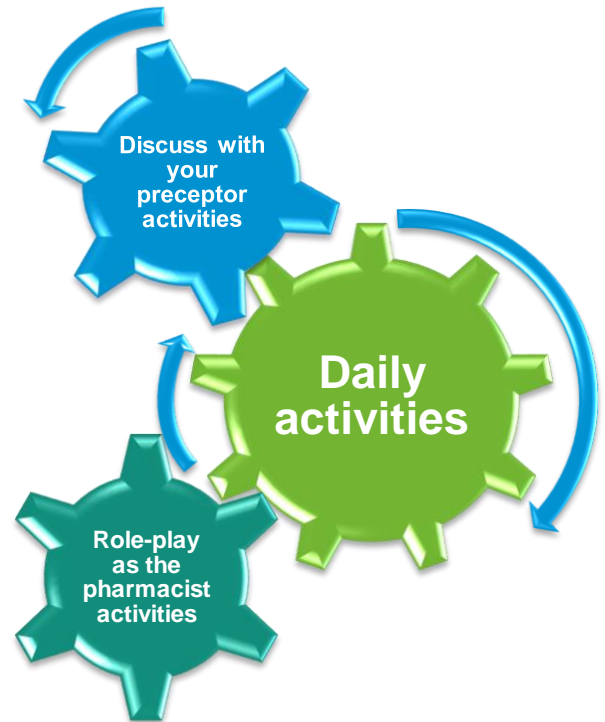 Discuss with
your
preceptor
activities
Daily
activities
Role-play
as the
pharmacist
activities